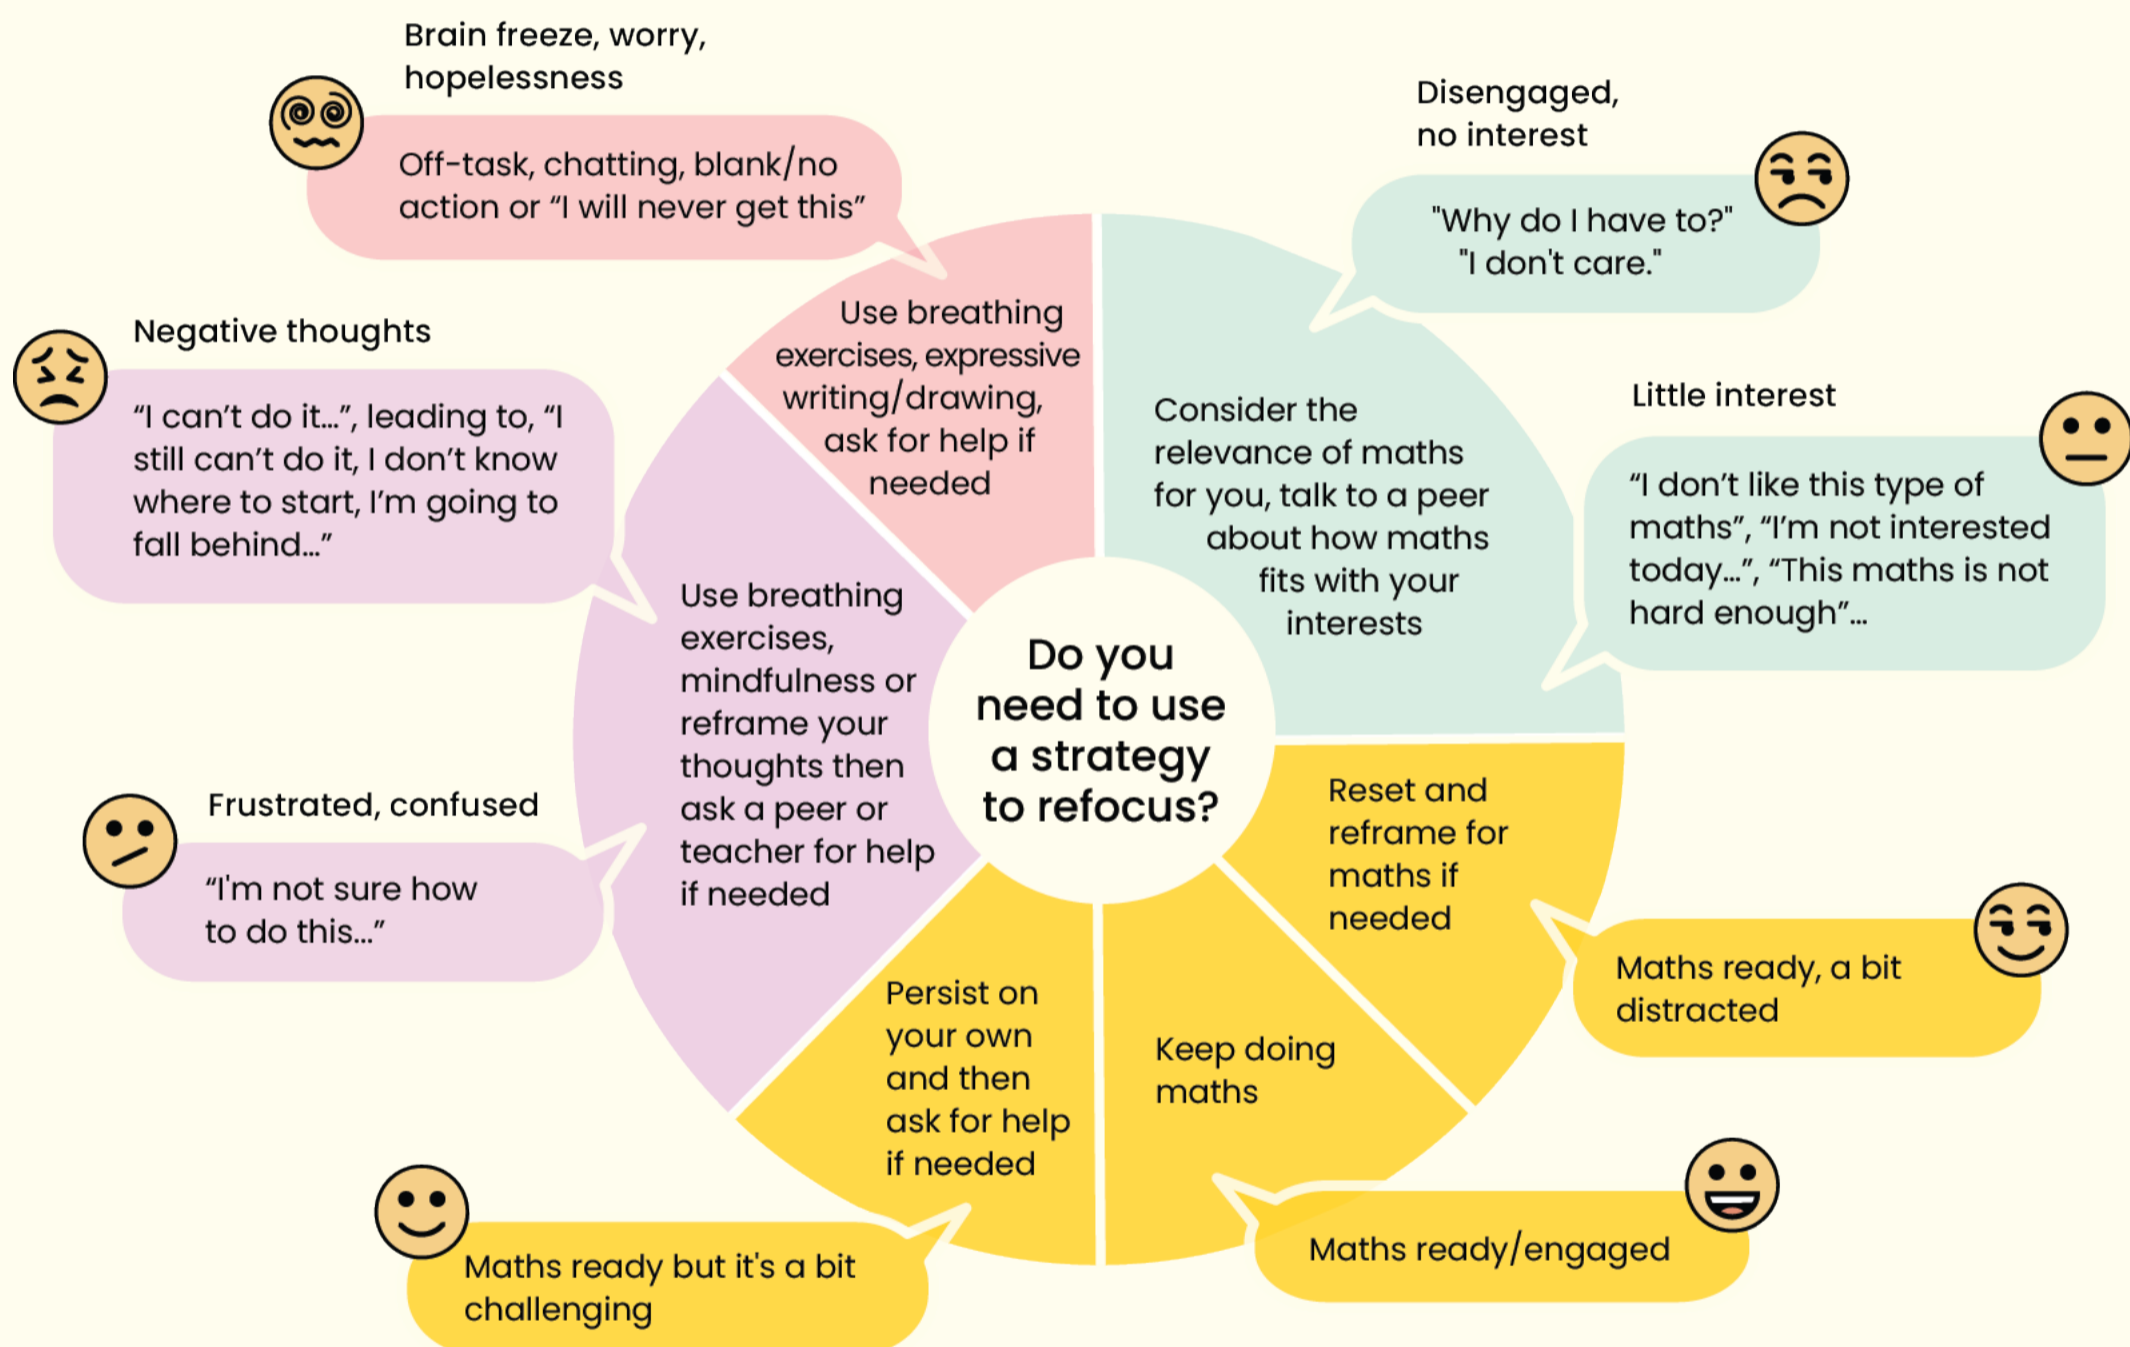 Brain freeze, worry,
hopelessness
Off-task, chatting, blank/no
action or “I will never get this”
Use breathing
exercises, expressive
writing/drawing,
ask for help if
needed
Disengaged,
no interest
"Why do I have to?"
"I don't care."
Consider the
relevance of maths
for you, talk to a peer
about how maths
fits with your
interests
Little interest
“I don’t like this type of
maths”, “I’m not interested
today...”, “This maths is not
hard enough”...
Negative thoughts
“I can’t do it...”, leading to, “I
still can’t do it, I don’t know
where to start, I’m going to
fall behind...”
Use breathing
exercises,
mindfulness or
reframe your
thoughts then
ask a peer or
teacher for help
if needed
Frustrated, confused
“I'm not sure how
to do this...”
Do you
need to use
a strategy
to refocus?
Reset and
reframe for
maths if
needed
Maths ready, a bit
distracted
Persist on
your own
and then
ask for help
if needed
Maths ready but it's a bit
challenging
Keep doing
maths
Maths ready/engaged